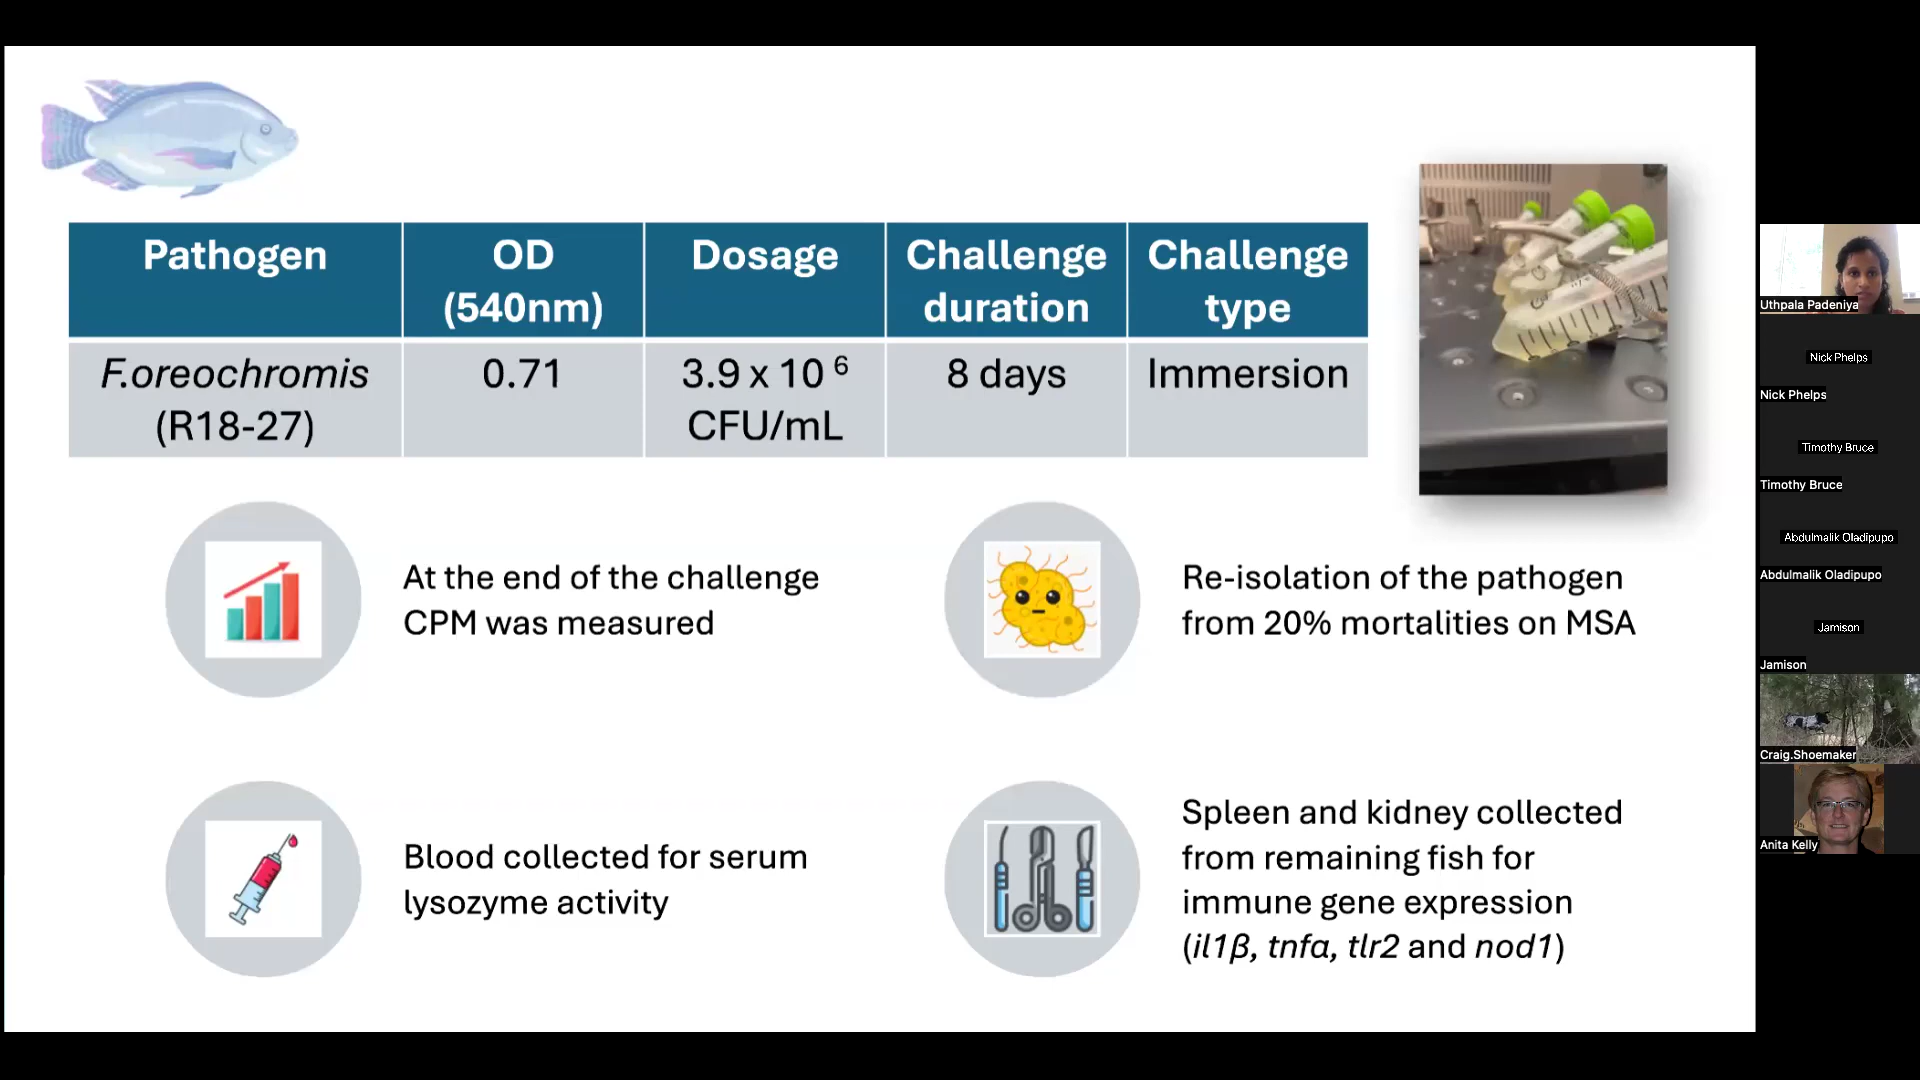 Pathogen
OD
(540nm)
Dosage
Challenge
duration
Challenge
type
F.oreochromis
(R18-27)
0.71
3.9 x 10 6
CFU/mL
8 days
Immersion
At the end of the challenge
CPM was measured
Re-isolation of the pathogen
from 20% mortalities on MSA
Blood collected for serum
lysozyme activity
Spleen and kidney collected
from remaining fish for
immune gene expression
(il1β, tnfα, tlr2 and nod1)
Uthpala Padeniya
Nick Phelps
Nick Phelps
Timothy Bruce
Timothy Bruce
Abdulmalik Oladipupo
Abdulmalik Oladipupo
Jamison
Jamison
Craig.Shoemaker
Anita Kelly